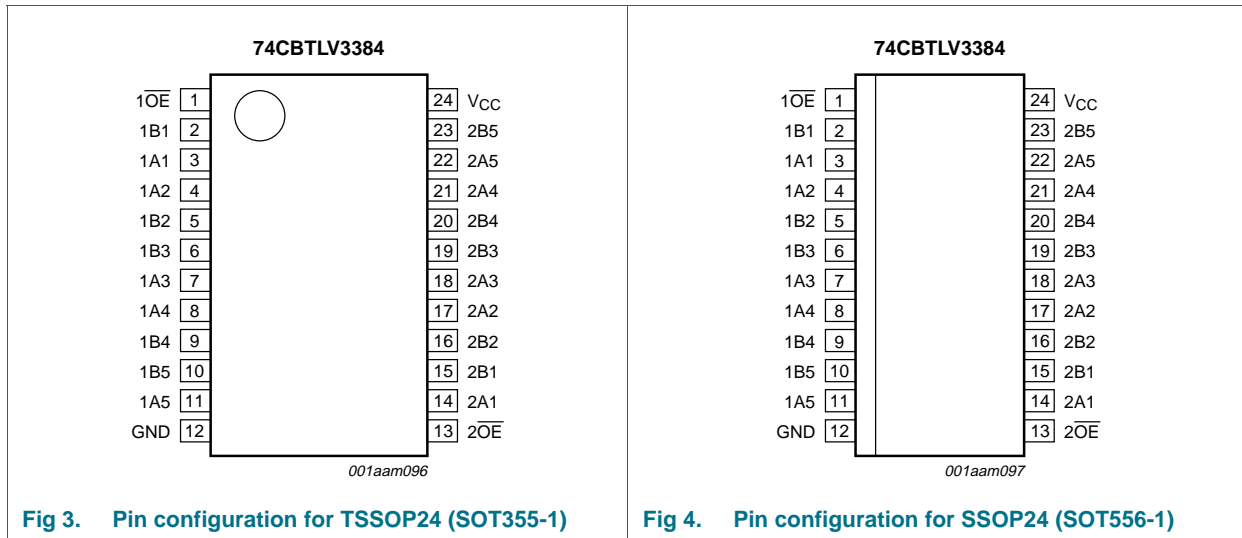 74CBTLV3384
1O̅E̅ 1 24 VCC
1B1 2 23 2B5
1A1 3 22 2A5
1A2 4 21 2A4
1B2 5 20 2B4
1B3 6 19 2B3
1A3 7 18 2A3
1A4 8 17 2A2
1B4 9 16 2B2
1B5 10 15 2B1
1A5 11 14 2A1
GND 12 13 2O̅E̅
001aam096
Fig 3. Pin configuration for TSSOP24 (SOT355-1)
74CBTLV3384
1O̅E̅ 1 24 VCC
1B1 2 23 2B5
1A1 3 22 2A5
1A2 4 21 2A4
1B2 5 20 2B4
1B3 6 19 2B3
1A3 7 18 2A3
1A4 8 17 2A2
1B4 9 16 2B2
1B5 10 15 2B1
1A5 11 14 2A1
GND 12 13 2O̅E̅
001aam097
Fig 4. Pin configuration for SSOP24 (SOT556-1)